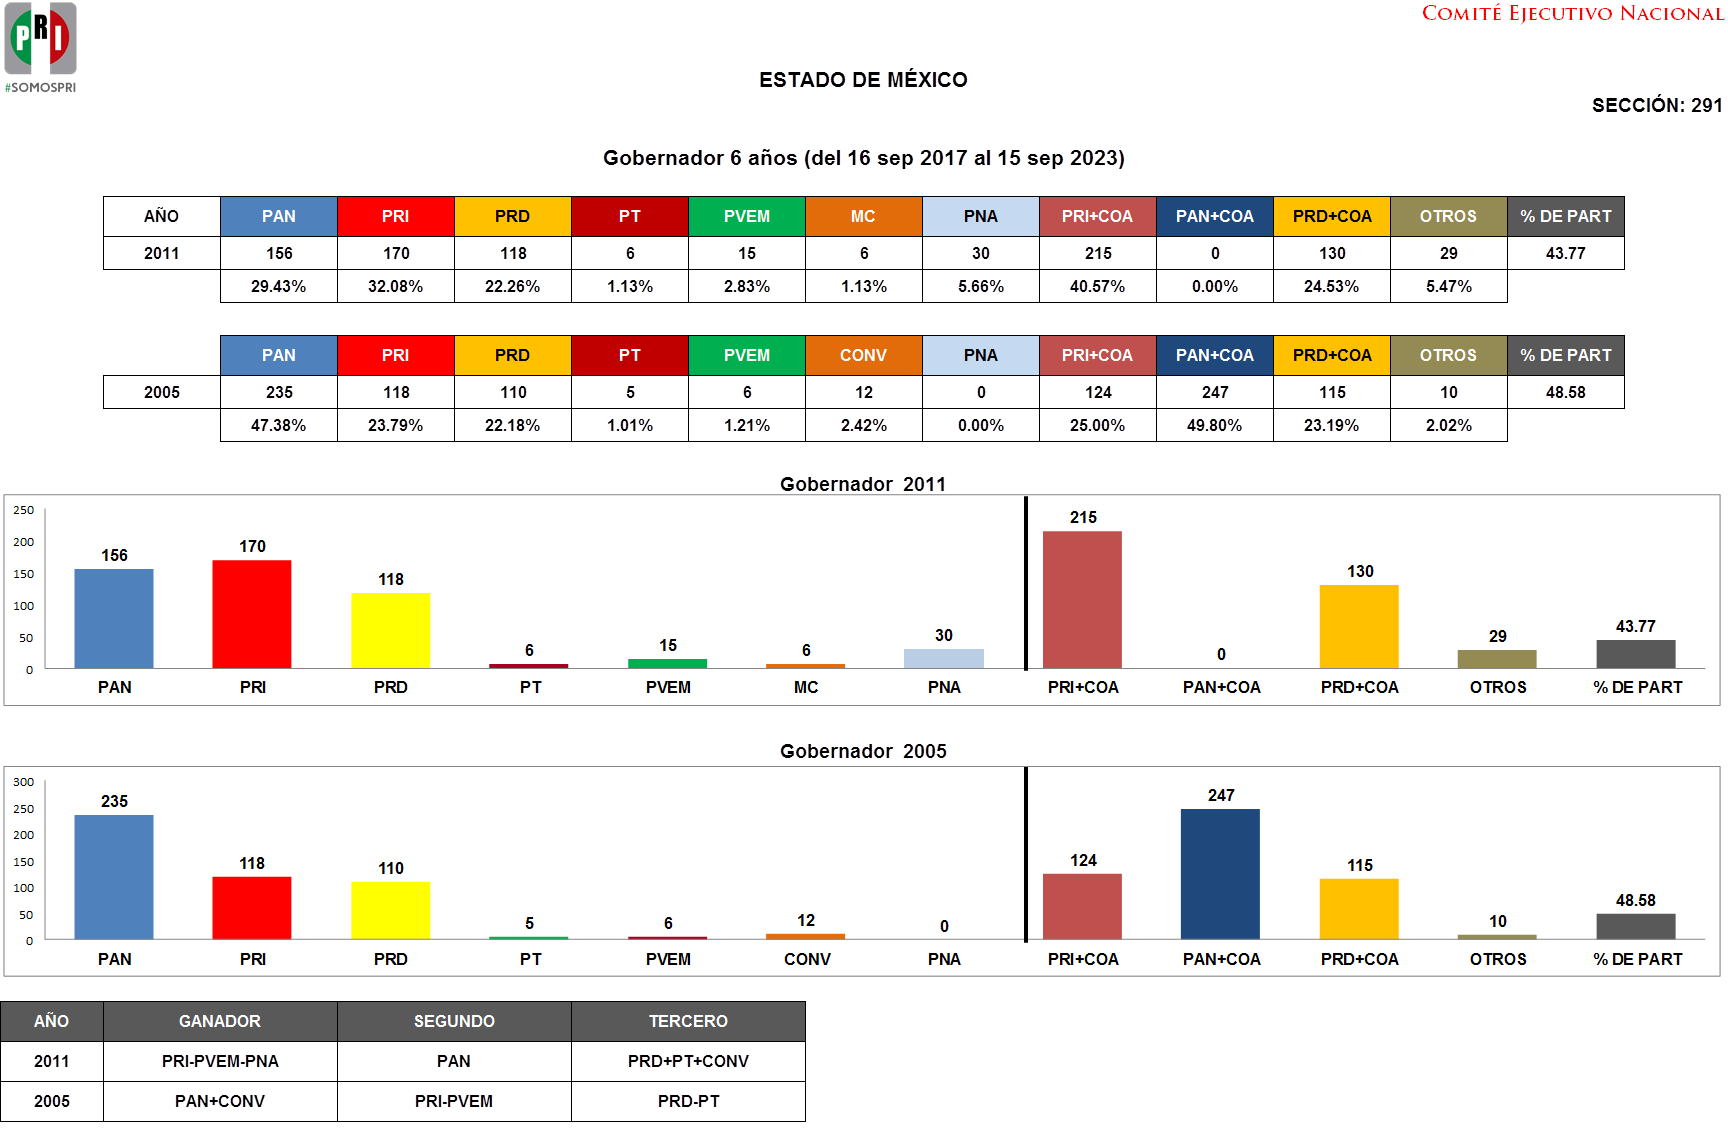 PRI
#SOMOSPRI
COMITÉ EJECUTIVO NACIONAL
ESTADO DE MÉXICO
SECCIÓN: 291
Gobernador 6 años (del 16 sep 2017 al 15 sep 2023)
AÑO PAN PRI PRD PT PVEM MC PNA PRI+COA PAN+COA PRD+COA OTROS % DE PART
2011 156 170 118 6 15 6 30 215 0 130 29 43.77
29.43% 32.08% 22.26% 1.13% 2.83% 1.13% 5.66% 40.57% 0.00% 24.53% 5.47%
PAN PRI PRD PT PVEM CONV PNA PRI+COA PAN+COA PRD+COA OTROS % DE PART
2005 235 118 110 5 6 12 0 124 247 115 10 48.58
47.38% 23.79% 22.18% 1.01% 1.21% 2.42% 0.00% 25.00% 49.80% 23.19% 2.02%
Gobernador 2011
250
200
150
100
50
0
156 170 118 6 15 6 30 215 0 130 29 43.77
PAN PRI PRD PT PVEM MC PNA PRI+COA PAN+COA PRD+COA OTROS % DE PART
Gobernador 2005
300
250
200
150
100
50
0
235 118 110 5 6 12 0 124 247 115 10 48.58
PAN PRI PRD PT PVEM CONV PNA PRI+COA PAN+COA PRD+COA OTROS % DE PART
AÑO GANADOR SEGUNDO TERCERO
2011 PRI-PVEM-PNA PAN PRD+PT+CONV
2005 PAN+CONV PRI-PVEM PRD-PT